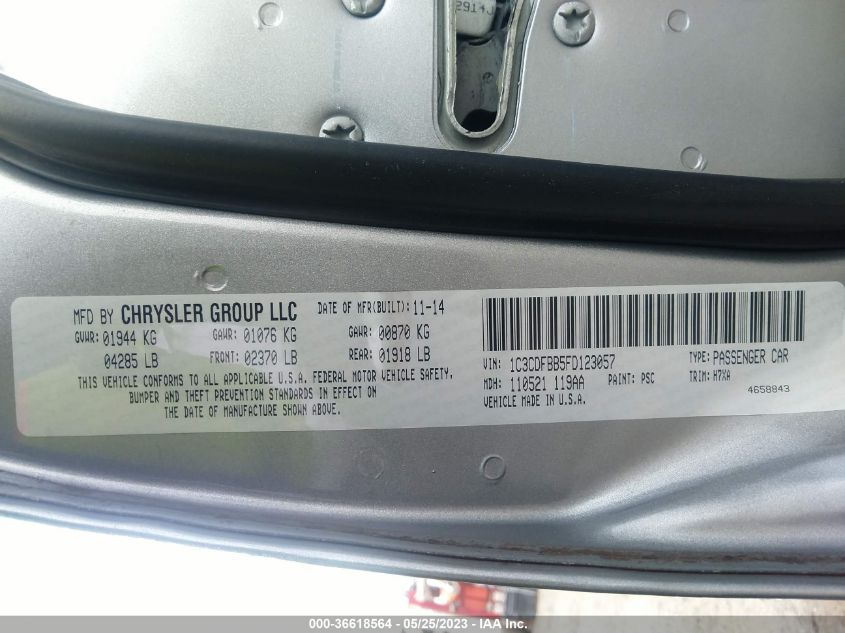 2914J
MFD BY CHRYSLER GROUP LLC DATE OF MFR(BUILT): 11-14
GVWR: 01944 KG GAWR: 01076 KG GAWR: 00870 KG
04285 LB FRONT: 02370 LB REAR: 01918 LB
THIS VEHICLE CONFORMS TO ALL APPLICABLE U.S.A. FEDERAL MOTOR VEHICLE SAFETY,
BUMPER AND THEFT PREVENTION STANDARDS IN EFFECT ON
THE DATE OF MANUFACTURE SHOWN ABOVE.
VIN: 1C3CDFBB5FD123057 TYPE: PASSENGER CAR
MDH: 110521 119AA PAINT: PSC TRIM: H7XA
VEHICLE MADE IN U.S.A. 4658843
000-36618564 - 05/25/2023 - IAA Inc.